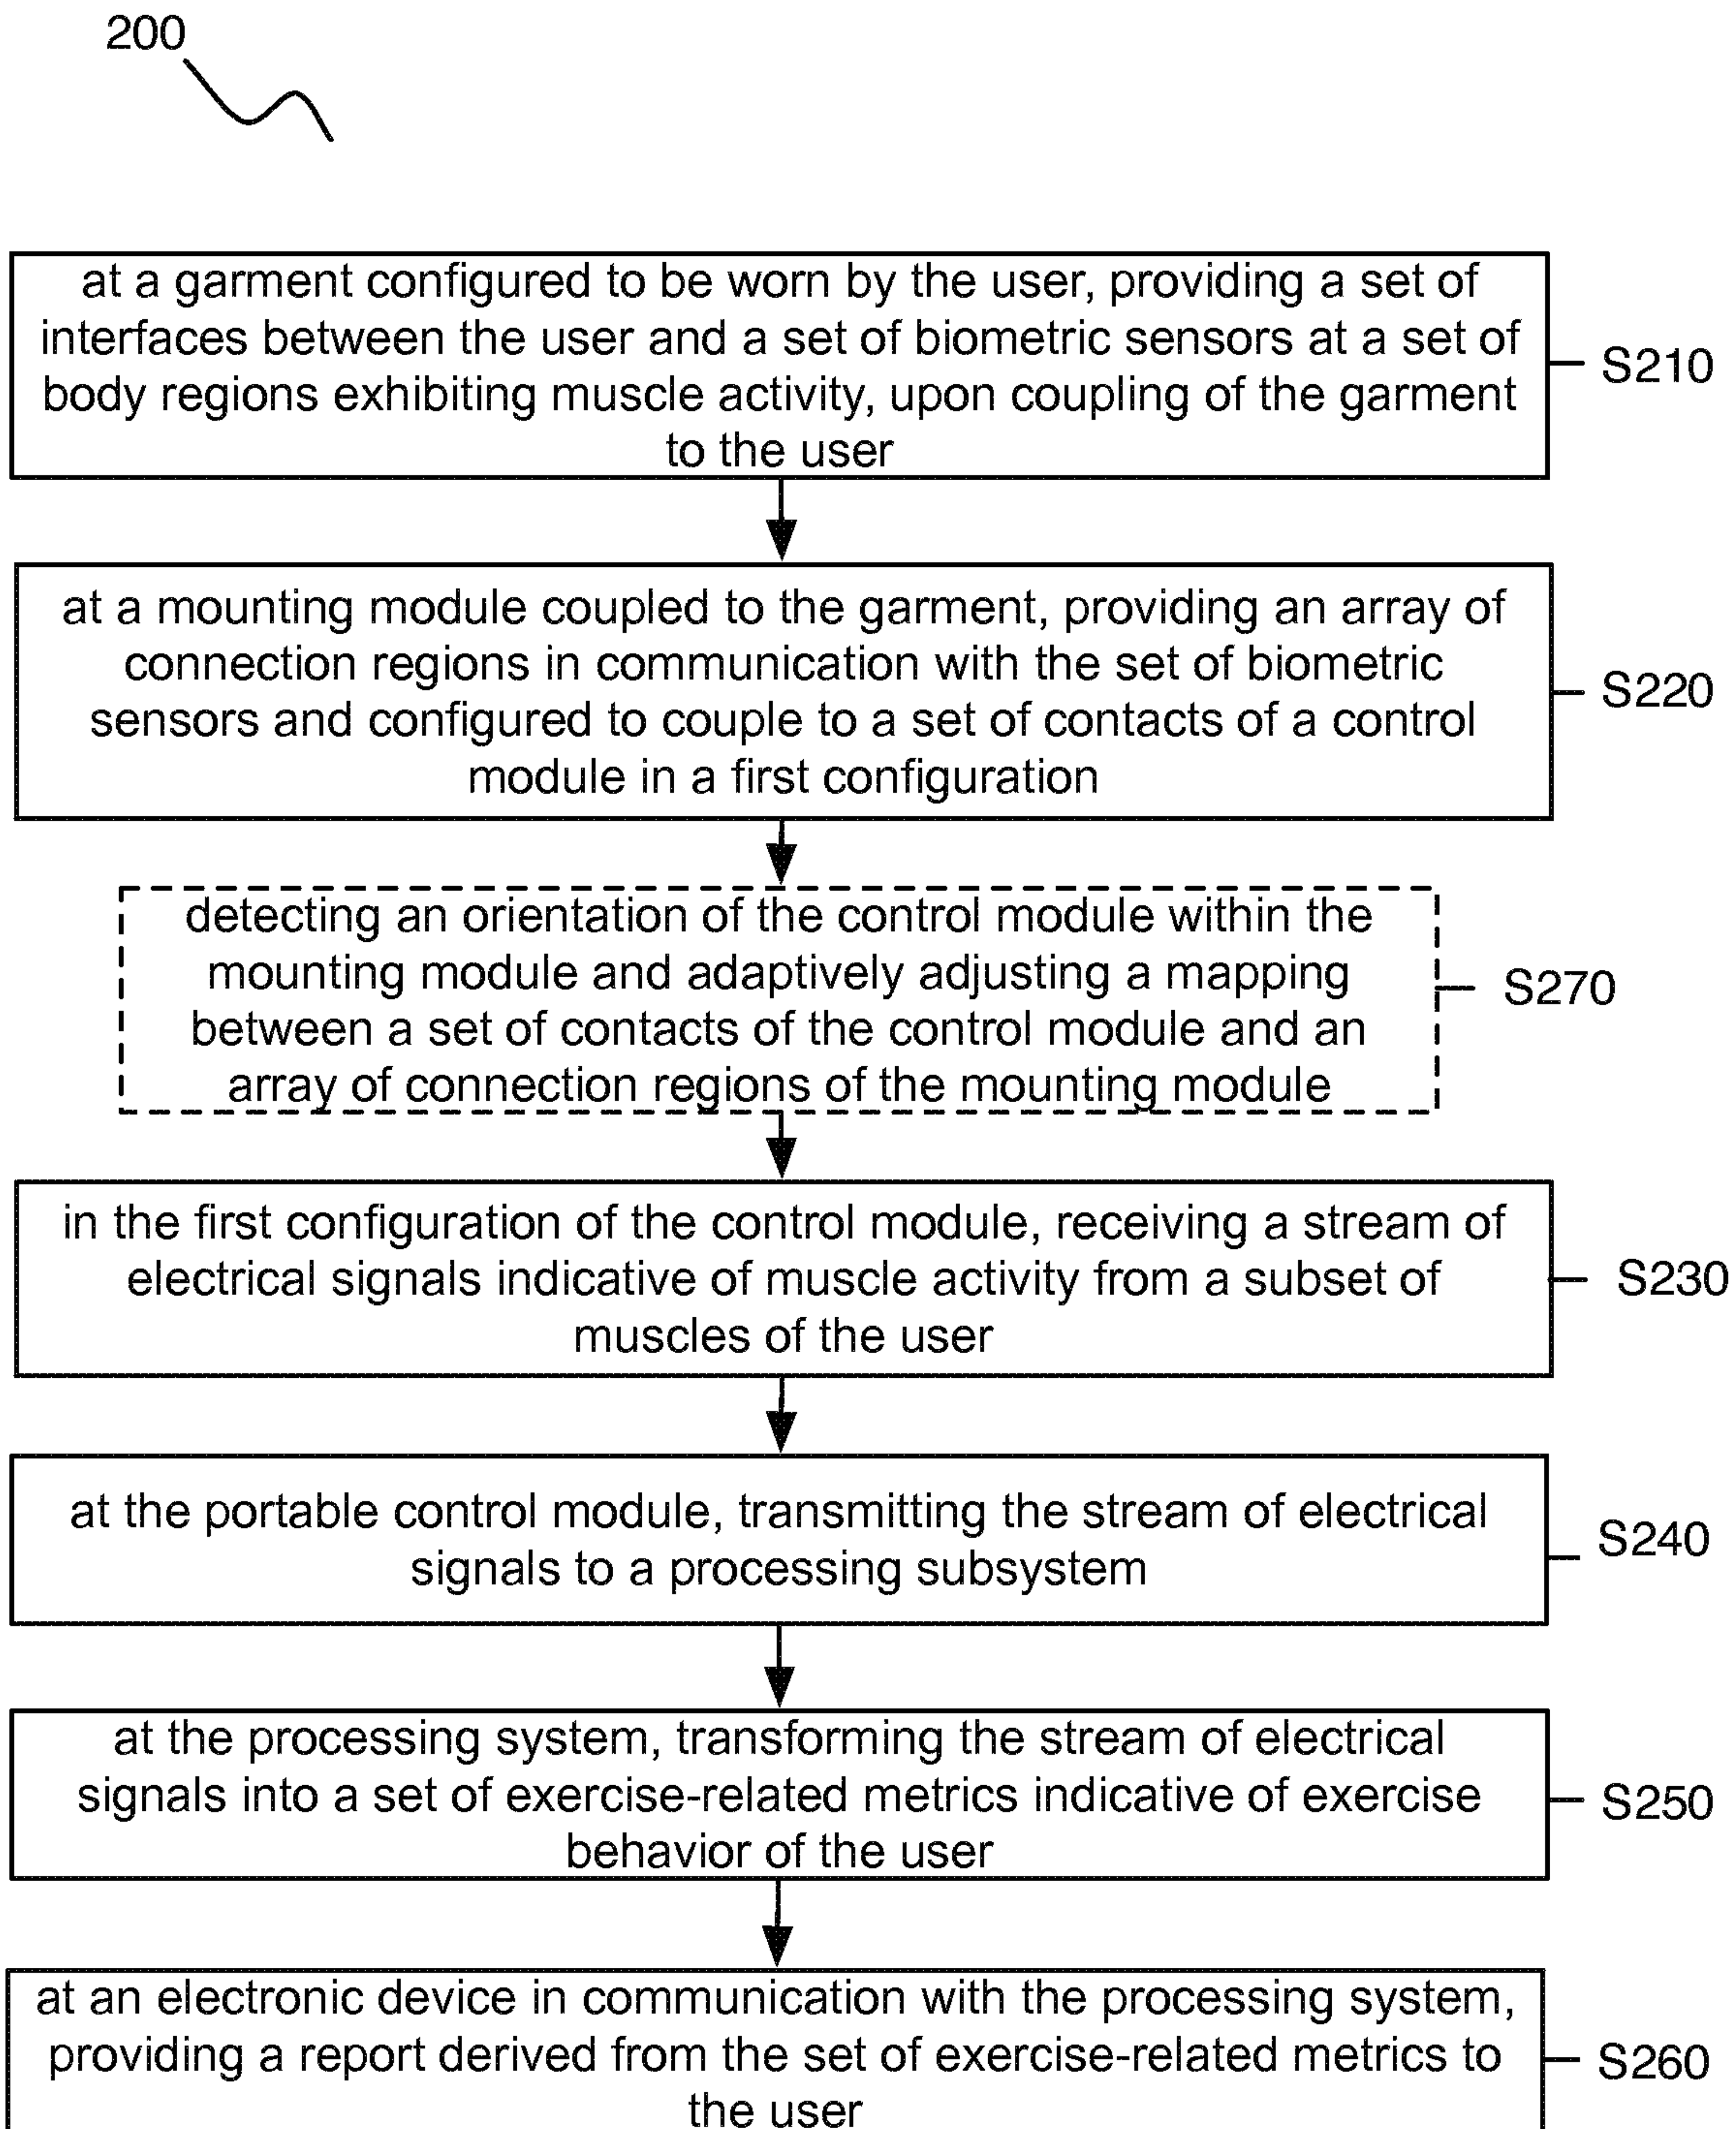 200
at a garment configured to be worn by the user, providing a set of
interfaces between the user and a set of biometric sensors at a set of
body regions exhibiting muscle activity, upon coupling of the garment
to the user
S210
at a mounting module coupled to the garment, providing an array of
connection regions in communication with the set of biometric
sensors and configured to couple to a set of contacts of a control
module in a first configuration
S220
detecting an orientation of the control module within the
mounting module and adaptively adjusting a mapping
between a set of contacts of the control module and an
array of connection regions of the mounting module
S270
in the first configuration of the control module, receiving a stream of
electrical signals indicative of muscle activity from a subset of
muscles of the user
S230
at the portable control module, transmitting the stream of electrical
signals to a processing subsystem
S240
at the processing system, transforming the stream of electrical
signals into a set of exercise-related metrics indicative of exercise
behavior of the user
S250
at an electronic device in communication with the processing system,
providing a report derived from the set of exercise-related metrics to
the user
S260